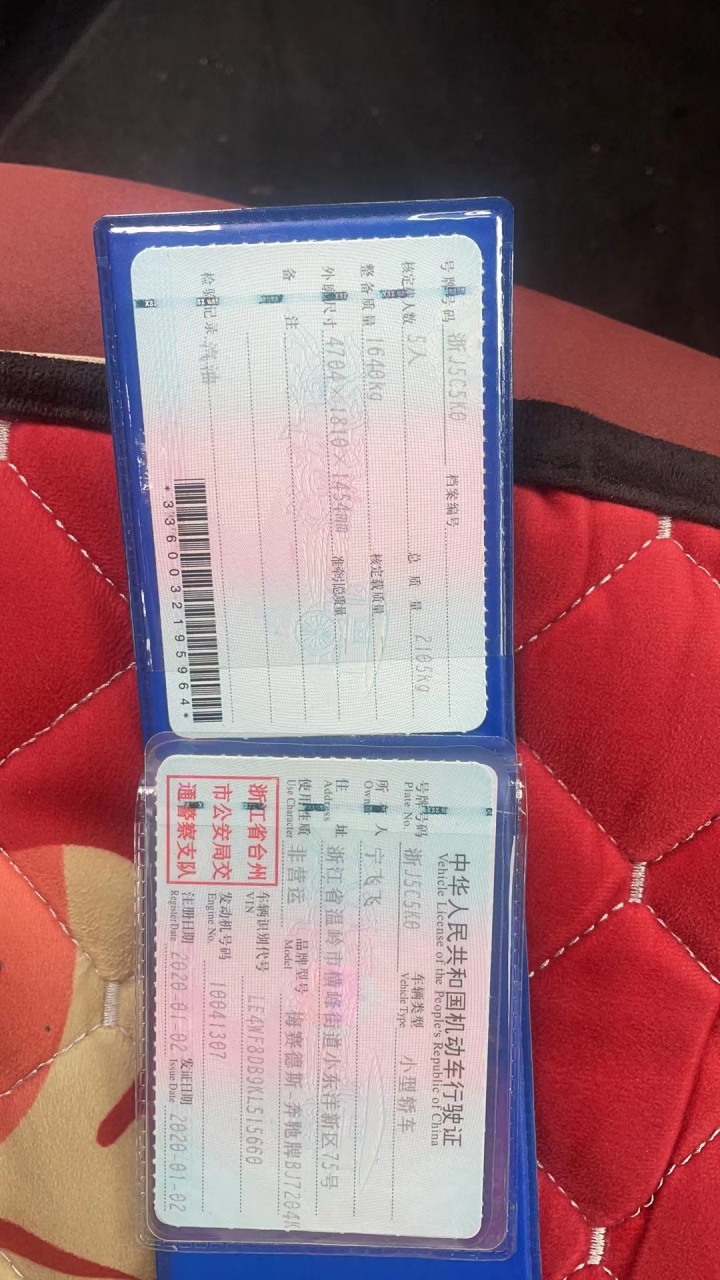 中华人民共和国机动车行驶证
Vehicle License of the People's Republic of China
号牌号码 浙J5C5K0 车辆类型 小型轿车
Plate No. Vehicle Type
所有人 宁飞飞
Owner
住址 浙江省温岭市横峰街道小东洋新区75号
Address
使用性质 非营运 品牌型号 梅赛德斯-奔驰牌BJ7204
Use Character Model
浙江省台州
市公安局交
通警察支队
车辆识别代号 LE4WF8DB9KL515660
VIN
发动机号码 10041307
Engine No.
注册日期 2020-01-02 发证日期 2020-01-02
Register Date Issue Date
号牌号码 浙J5C5K0 档案编号
核定载人数 5人 总质量 2105kg
整备质量 1640kg 核定载质量
外廓尺寸 4704×1810×1454mm 准牵引总质量
备注
检验记录 汽油
*3360032195964*